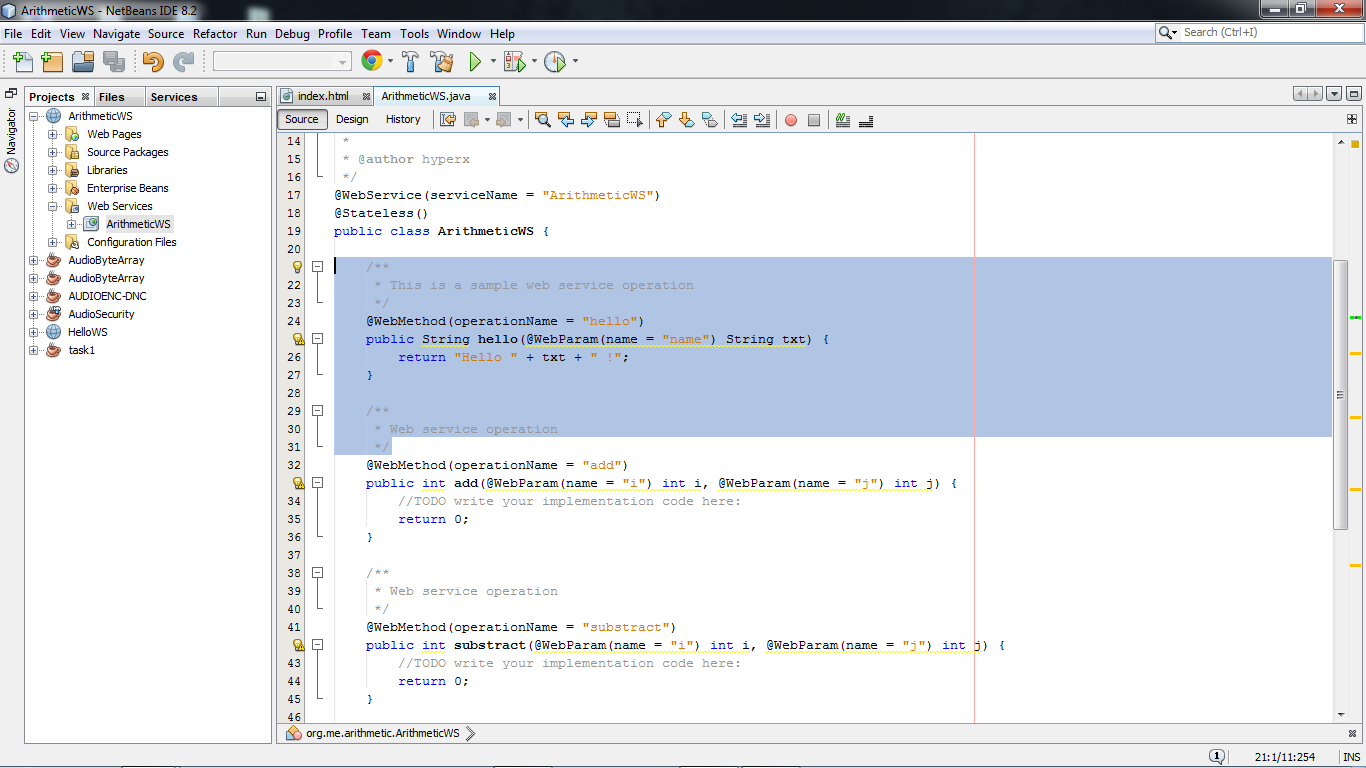 ArithmeticWS - NetBeans IDE 8.2
File Edit View Navigate Source Refactor Run Debug Profile Team Tools Window Help
Search (Ctrl+I)
Navigator
Projects Files Services
ArithmeticWS
Web Pages
Source Packages
Libraries
Enterprise Beans
Web Services
ArithmeticWS
Configuration Files
AudioByteArray
AudioByteArray
AUDIOENC-DNC
AudioSecurity
HelloWS
task1
index.html ArithmeticWS.java
Source Design History
14 *
15 * @author hyperx
16 */
17 @WebService(serviceName = "ArithmeticWS")
18 @Stateless()
19 public class ArithmeticWS {
20
/**
22 * This is a sample web service operation
23 */
24 @WebMethod(operationName = "hello")
public String hello(@WebParam(name = "name") String txt) {
26 return "Hello " + txt + " !";
27 }
28
29 /**
30 * Web service operation
31 */
32 @WebMethod(operationName = "add")
public int add(@WebParam(name = "i") int i, @WebParam(name = "j") int j) {
34 //TODO write your implementation code here:
35 return 0;
36 }
37
38 /**
39 * Web service operation
40 */
41 @WebMethod(operationName = "substract")
public int substract(@WebParam(name = "i") int i, @WebParam(name = "j") int j) {
43 //TODO write your implementation code here:
44 return 0;
45 }
46
org.me.arithmetic.ArithmeticWS
1 21:1/11:254 INS